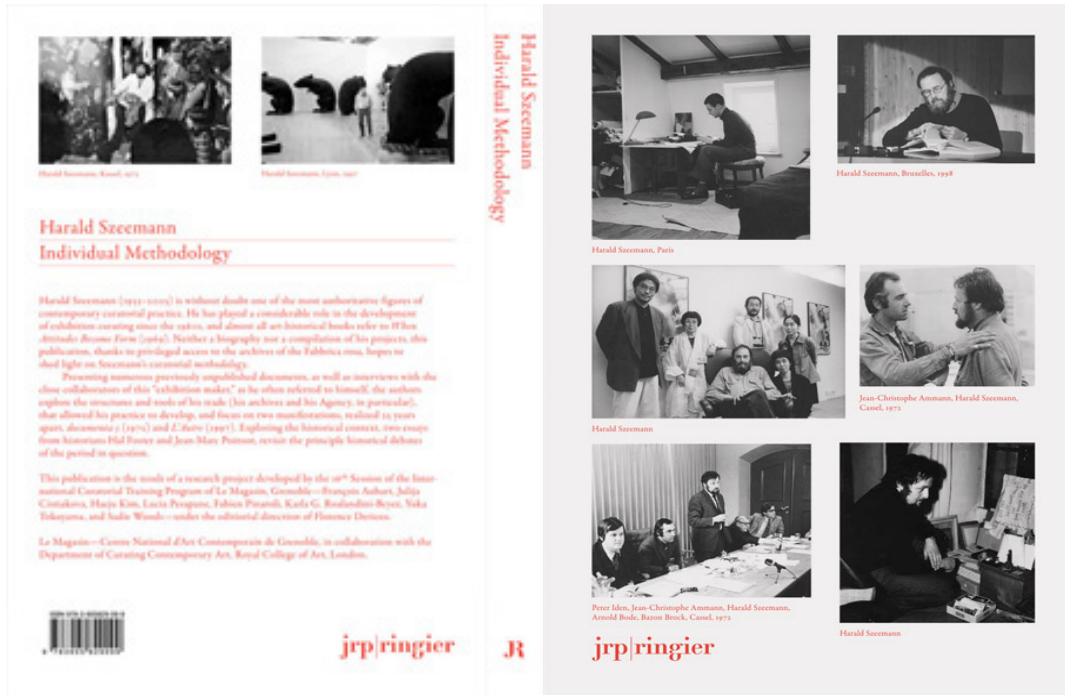 Harald Szeemann, Kassel, 1972
Harald Szeemann, Lyon, 1997
Harald Szeemann
Individual Methodology
Harald Szeemann (1933–2005) is without doubt one of the most authoritative figures of
contemporary curatorial practice. He has played a considerable role in the development
of exhibition curating since the 1960s, and almost all art-historical books refer to When
Attitudes Become Form (1969). Neither a biography nor a compilation of his projects, this
publication, thanks to privileged access to the archives of the Fabbrica rosa, hopes to
shed light on Szeemann's curatorial methodology.
Presenting numerous previously unpublished documents, as well as interviews with the
close collaborators of this "exhibition maker," as he often referred to himself, the authors
explore the structures and tools of his trade (his archives and his Agency, in particular),
that allowed his practice to develop, and focus on two manifestations, realized 25 years
apart, documenta 5 (1972) and L'Autre (1997). Exploring the historical context, two essays
from historians Hal Foster and Jean-Marc Poinsot, revisit the principle historical debates
of the period in question.
This publication is the result of a research project developed by the 16th Session of the Inter-
national Curatorial Training Program of Le Magasin, Grenoble—François Aubart, Julija
Cistiakova, Haeju Kim, Lucia Pesapane, Fabien Pinaroli, Karla G. Roalandini-Beyer, Yuka
Tokuyama, and Sadie Woods—under the editorial direction of Florence Derieux.
Le Magasin—Centre National d'Art Contemporain de Grenoble, in collaboration with the
Department of Curating Contemporary Art, Royal College of Art, London.
jrp|ringier
Harald Szeemann
Individual Methodology
JR
Harald Szeemann, Paris
Harald Szeemann, Bruxelles, 1998
Harald Szeemann
Jean-Christophe Ammann, Harald Szeemann,
Cassel, 1972
Peter Iden, Jean-Christophe Ammann, Harald Szeemann,
Arnold Bode, Bazon Brock, Cassel, 1972
Harald Szeemann
jrp|ringier